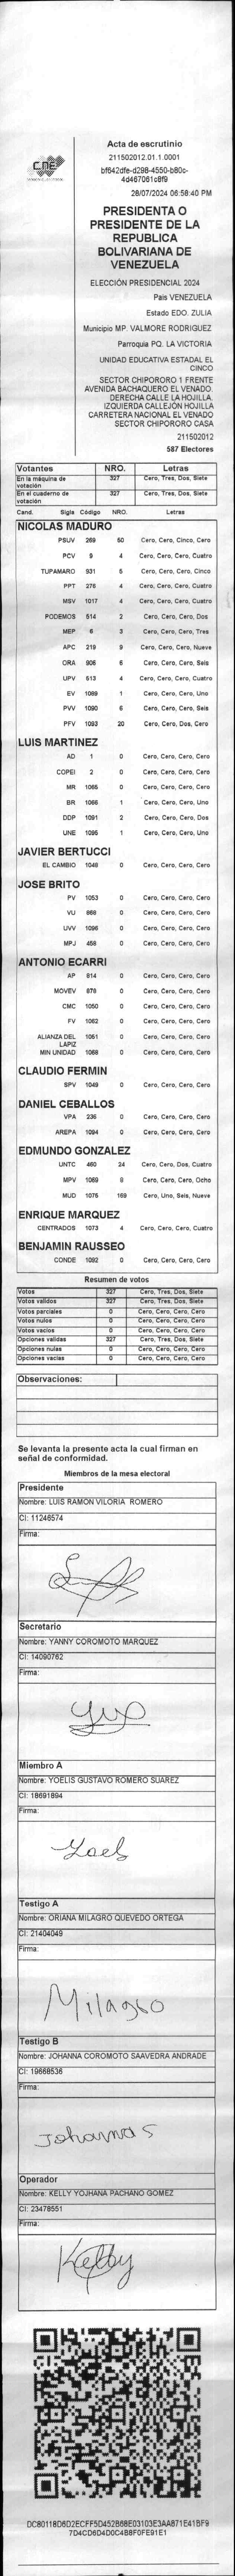 CNE
Acta de escrutinio
211502012.01.1.0001
bf642dfe-d298-4550-b80c-
4d467061c8f9
28/07/2024 06:58:40 PM
PRESIDENTA O
PRESIDENTE DE LA
REPUBLICA
BOLIVARIANA DE
VENEZUELA
ELECCIÓN PRESIDENCIAL 2024
Pais VENEZUELA
Estado EDO. ZULIA
Municipio MP. VALMORE RODRIGUEZ
Parroquia PQ. LA VICTORIA
UNIDAD EDUCATIVA ESTADAL EL
CINCO
SECTOR CHIPORORO 1 FRENTE
AVENIDA BACHAQUERO EL VENADO.
DERECHA CALLE LA HOJILLA.
IZQUIERDA CALLEJÓN HOJILLA
CARRETERA NACIONAL EL VENADO
SECTOR CHIPORORO CASA
211502012
587 Electores
Votantes NRO. Letras
En la máquina de votación 327 Cero, Tres, Dos, Siete
En el cuaderno de votación 327 Cero, Tres, Dos, Siete
Cand. Sigla Código NRO. Letras
NICOLAS MADURO
PSUV 269 50 Cero, Cero, Cinco, Cero
PCV 9 4 Cero, Cero, Cero, Cuatro
TUPAMARO 931 5 Cero, Cero, Cero, Cinco
PPT 276 4 Cero, Cero, Cero, Cuatro
MSV 1017 4 Cero, Cero, Cero, Cuatro
PODEMOS 514 2 Cero, Cero, Cero, Dos
MEP 6 3 Cero, Cero, Cero, Tres
APC 219 9 Cero, Cero, Cero, Nueve
ORA 906 6 Cero, Cero, Cero, Seis
UPV 513 4 Cero, Cero, Cero, Cuatro
EV 1089 1 Cero, Cero, Cero, Uno
PVV 1090 6 Cero, Cero, Cero, Seis
PFV 1093 20 Cero, Cero, Dos, Cero
LUIS MARTINEZ
AD 1 0 Cero, Cero, Cero, Cero
COPEI 2 0 Cero, Cero, Cero, Cero
MR 1065 0 Cero, Cero, Cero, Cero
BR 1066 1 Cero, Cero, Cero, Uno
DDP 1091 2 Cero, Cero, Cero, Dos
UNE 1095 1 Cero, Cero, Cero, Uno
JAVIER BERTUCCI
EL CAMBIO 1048 0 Cero, Cero, Cero, Cero
JOSE BRITO
PV 1053 0 Cero, Cero, Cero, Cero
VU 868 0 Cero, Cero, Cero, Cero
UVV 1096 0 Cero, Cero, Cero, Cero
MPJ 458 0 Cero, Cero, Cero, Cero
ANTONIO ECARRI
AP 814 0 Cero, Cero, Cero, Cero
MOVEV 876 0 Cero, Cero, Cero, Cero
CMC 1050 0 Cero, Cero, Cero, Cero
FV 1062 0 Cero, Cero, Cero, Cero
ALIANZA DEL LAPIZ 1051 0 Cero, Cero, Cero, Cero
MIN UNIDAD 1068 0 Cero, Cero, Cero, Cero
CLAUDIO FERMIN
SPV 1049 0 Cero, Cero, Cero, Cero
DANIEL CEBALLOS
VPA 236 0 Cero, Cero, Cero, Cero
AREPA 1094 0 Cero, Cero, Cero, Cero
EDMUNDO GONZALEZ
UNTC 460 24 Cero, Cero, Dos, Cuatro
MPV 1069 8 Cero, Cero, Cero, Ocho
MUD 1075 169 Cero, Uno, Seis, Nueve
ENRIQUE MARQUEZ
CENTRADOS 1073 4 Cero, Cero, Cero, Cuatro
BENJAMIN RAUSSEO
CONDE 1092 0 Cero, Cero, Cero, Cero
Resumen de votos
Votos 327 Cero, Tres, Dos, Siete
Votos validos 327 Cero, Tres, Dos, Siete
Votos parciales 0 Cero, Cero, Cero, Cero
Votos nulos 0 Cero, Cero, Cero, Cero
Votos vacios 0 Cero, Cero, Cero, Cero
Opciones validas 327 Cero, Tres, Dos, Siete
Opciones nulas 0 Cero, Cero, Cero, Cero
Opciones vacias 0 Cero, Cero, Cero, Cero
Observaciones:
Se levanta la presente acta la cual firman en
señal de conformidad.
Miembros de la mesa electoral
Presidente
Nombre: LUIS RAMON VILORIA ROMERO
CI: 11246574
Firma:
Secretario
Nombre: YANNY COROMOTO MARQUEZ
CI: 14090762
Firma:
Miembro A
Nombre: YOELIS GUSTAVO ROMERO SUAREZ
CI: 18691894
Firma:
Yoel
Testigo A
Nombre: ORIANA MILAGRO QUEVEDO ORTEGA
CI: 21404049
Firma:
Milagro
Testigo B
Nombre: JOHANNA COROMOTO SAAVEDRA ANDRADE
CI: 19668536
Firma:
Johanna S
Operador
Nombre: KELLY YOJHANA PACHANO GOMEZ
CI: 23478551
Firma:
Kelly
DC80118D6D2ECFF5D452B68E03103E3AA871E41BF9
7D4CD6D4D0C4B8F0FE91E1